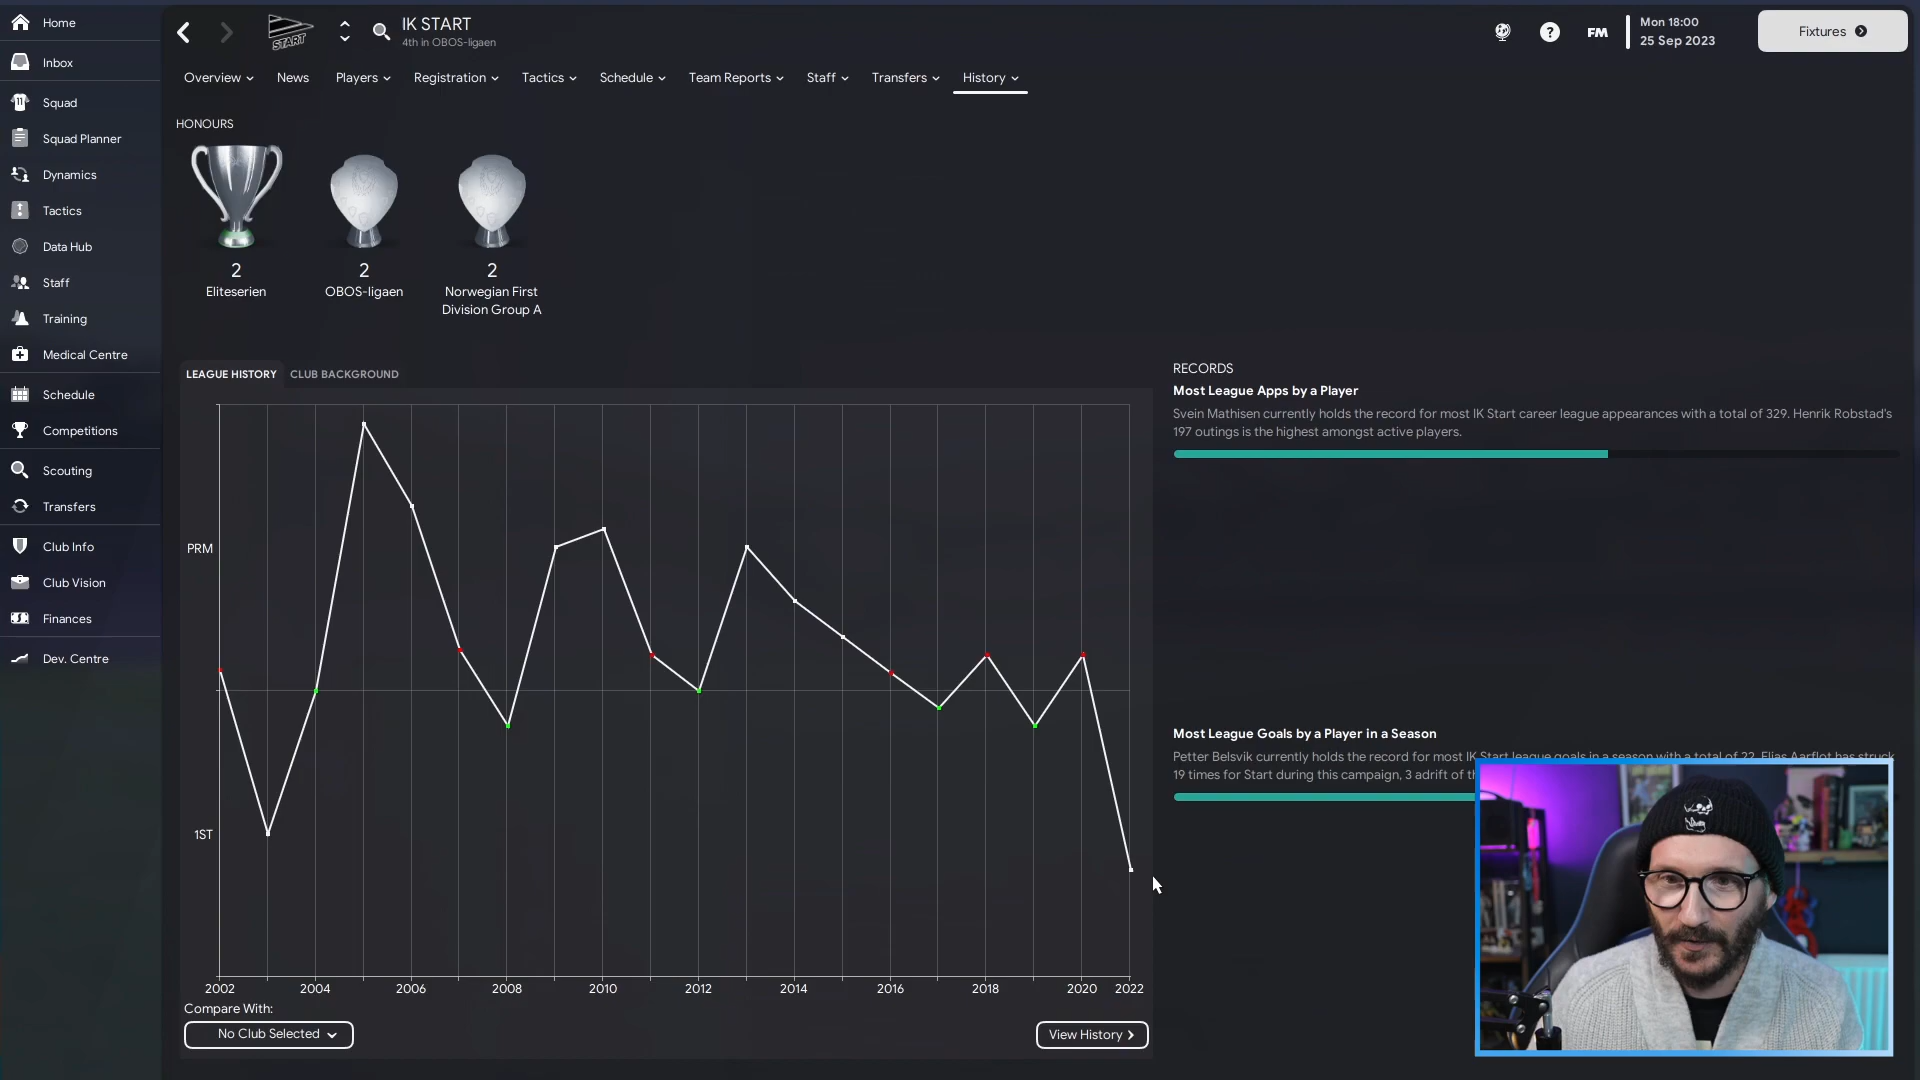 Home
Inbox
Squad
Squad Planner
Dynamics
Tactics
Data Hub
Staff
Training
Medical Centre
Schedule
Competitions
Scouting
Transfers
Club Info
Club Vision
Finances
Dev. Centre
START
IK START
4th in OBOS-ligaen
FM
Mon 18:00
25 Sep 2023
Fixtures
Overview
News
Players
Registration
Tactics
Schedule
Team Reports
Staff
Transfers
History
HONOURS
2
Eliteserien
2
OBOS-ligaen
2
Norwegian First
Division Group A
LEAGUE HISTORY
CLUB BACKGROUND
PRM
1ST
2002
2004
2006
2008
2010
2012
2014
2016
2018
2020
2022
Compare With:
No Club Selected
View History
RECORDS
Most League Apps by a Player
Svein Mathisen currently holds the record for most IK Start career league appearances with a total of 329. Henrik Robstad's
197 outings is the highest amongst active players.
Most League Goals by a Player in a Season
Petter Belsvik currently holds the record for most IK Start league goals in a season with a total of 22. Elias Aarflot has struck
19 times for Start during this campaign, 3 adrift of